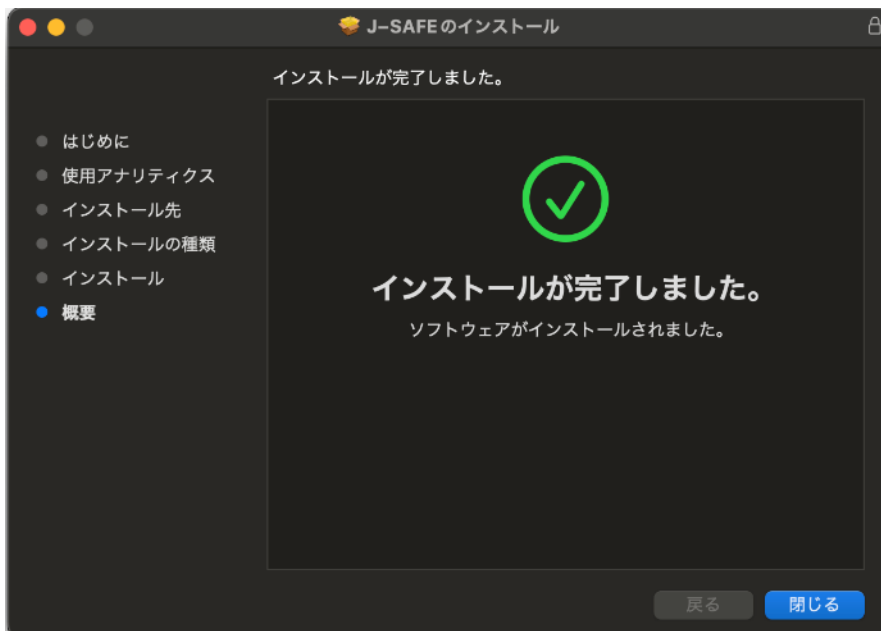 J-SAFEのインストール
インストールが完了しました。
はじめに
使用アナリティクス
インストール先
インストールの種類
インストール
概要
インストールが完了しました。
ソフトウェアがインストールされました。
戻る
閉じる